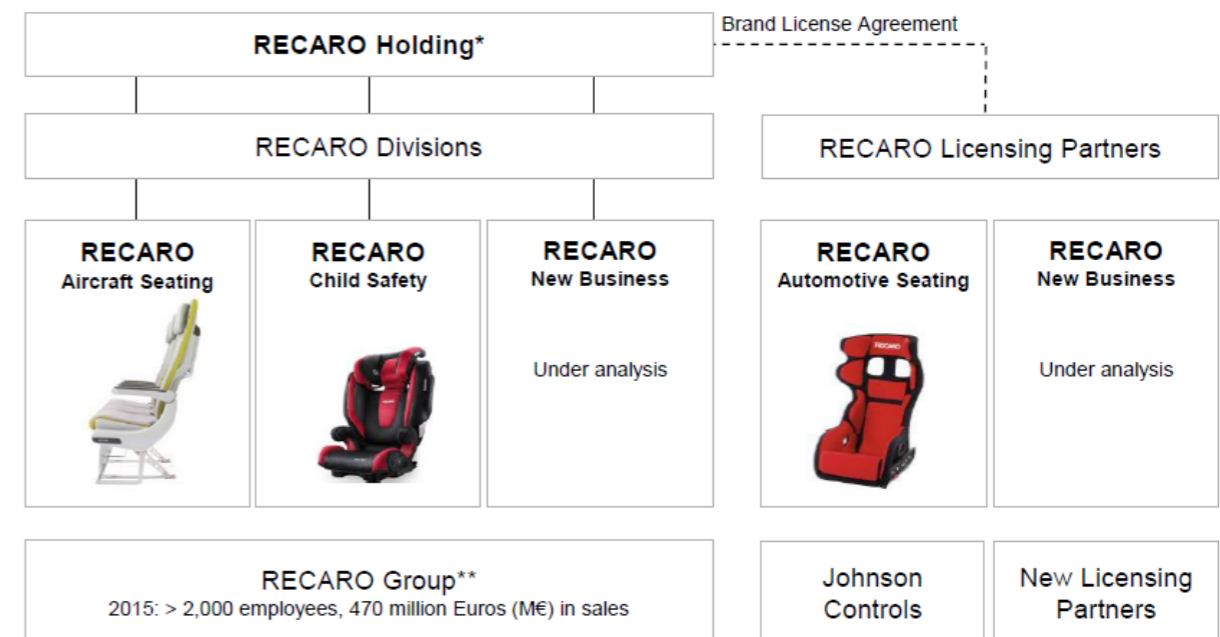 RECARO Holding*
Brand License Agreement
RECARO Divisions
RECARO Licensing Partners
RECARO
Aircraft Seating
RECARO
Child Safety
RECARO
New Business
Under analysis
RECARO
Automotive Seating
RECARO
RECARO
New Business
Under analysis
RECARO Group**
2015: > 2,000 employees, 470 million Euros (M€) in sales
Johnson
Controls
New Licensing
Partners